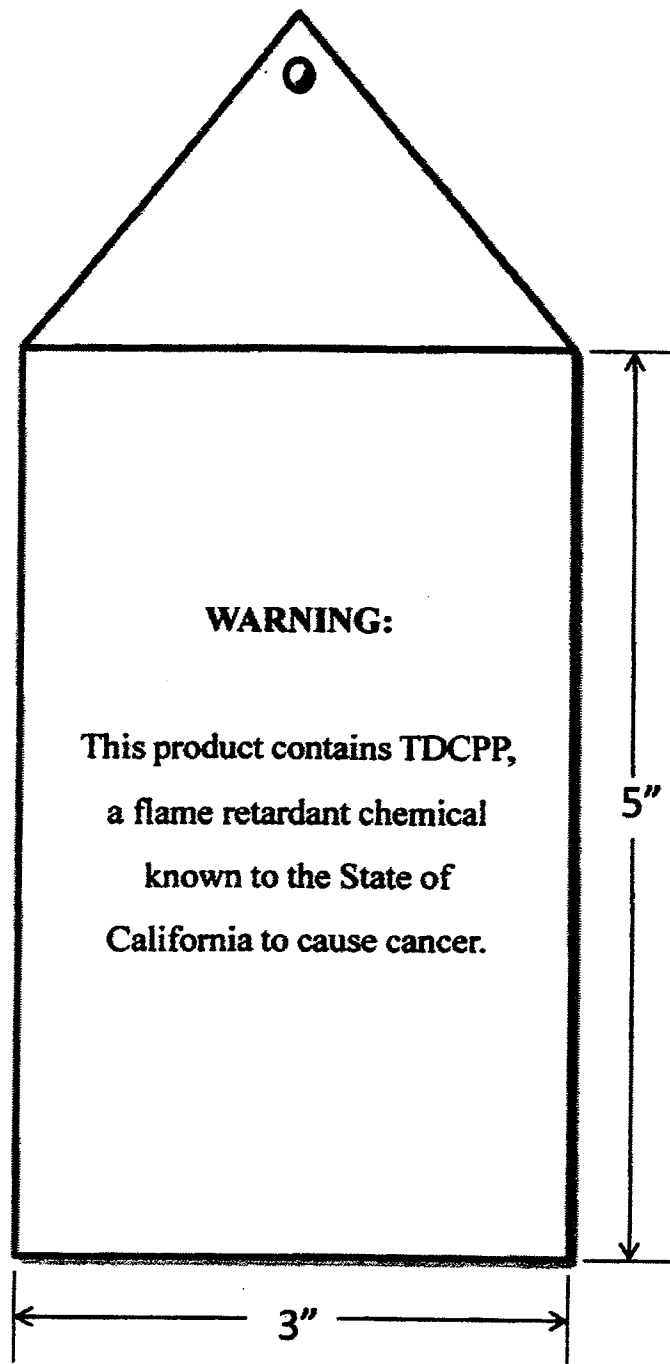 WARNING:
This product contains TDCPP,
a flame retardant chemical
known to the State of
California to cause cancer.
5"
3"